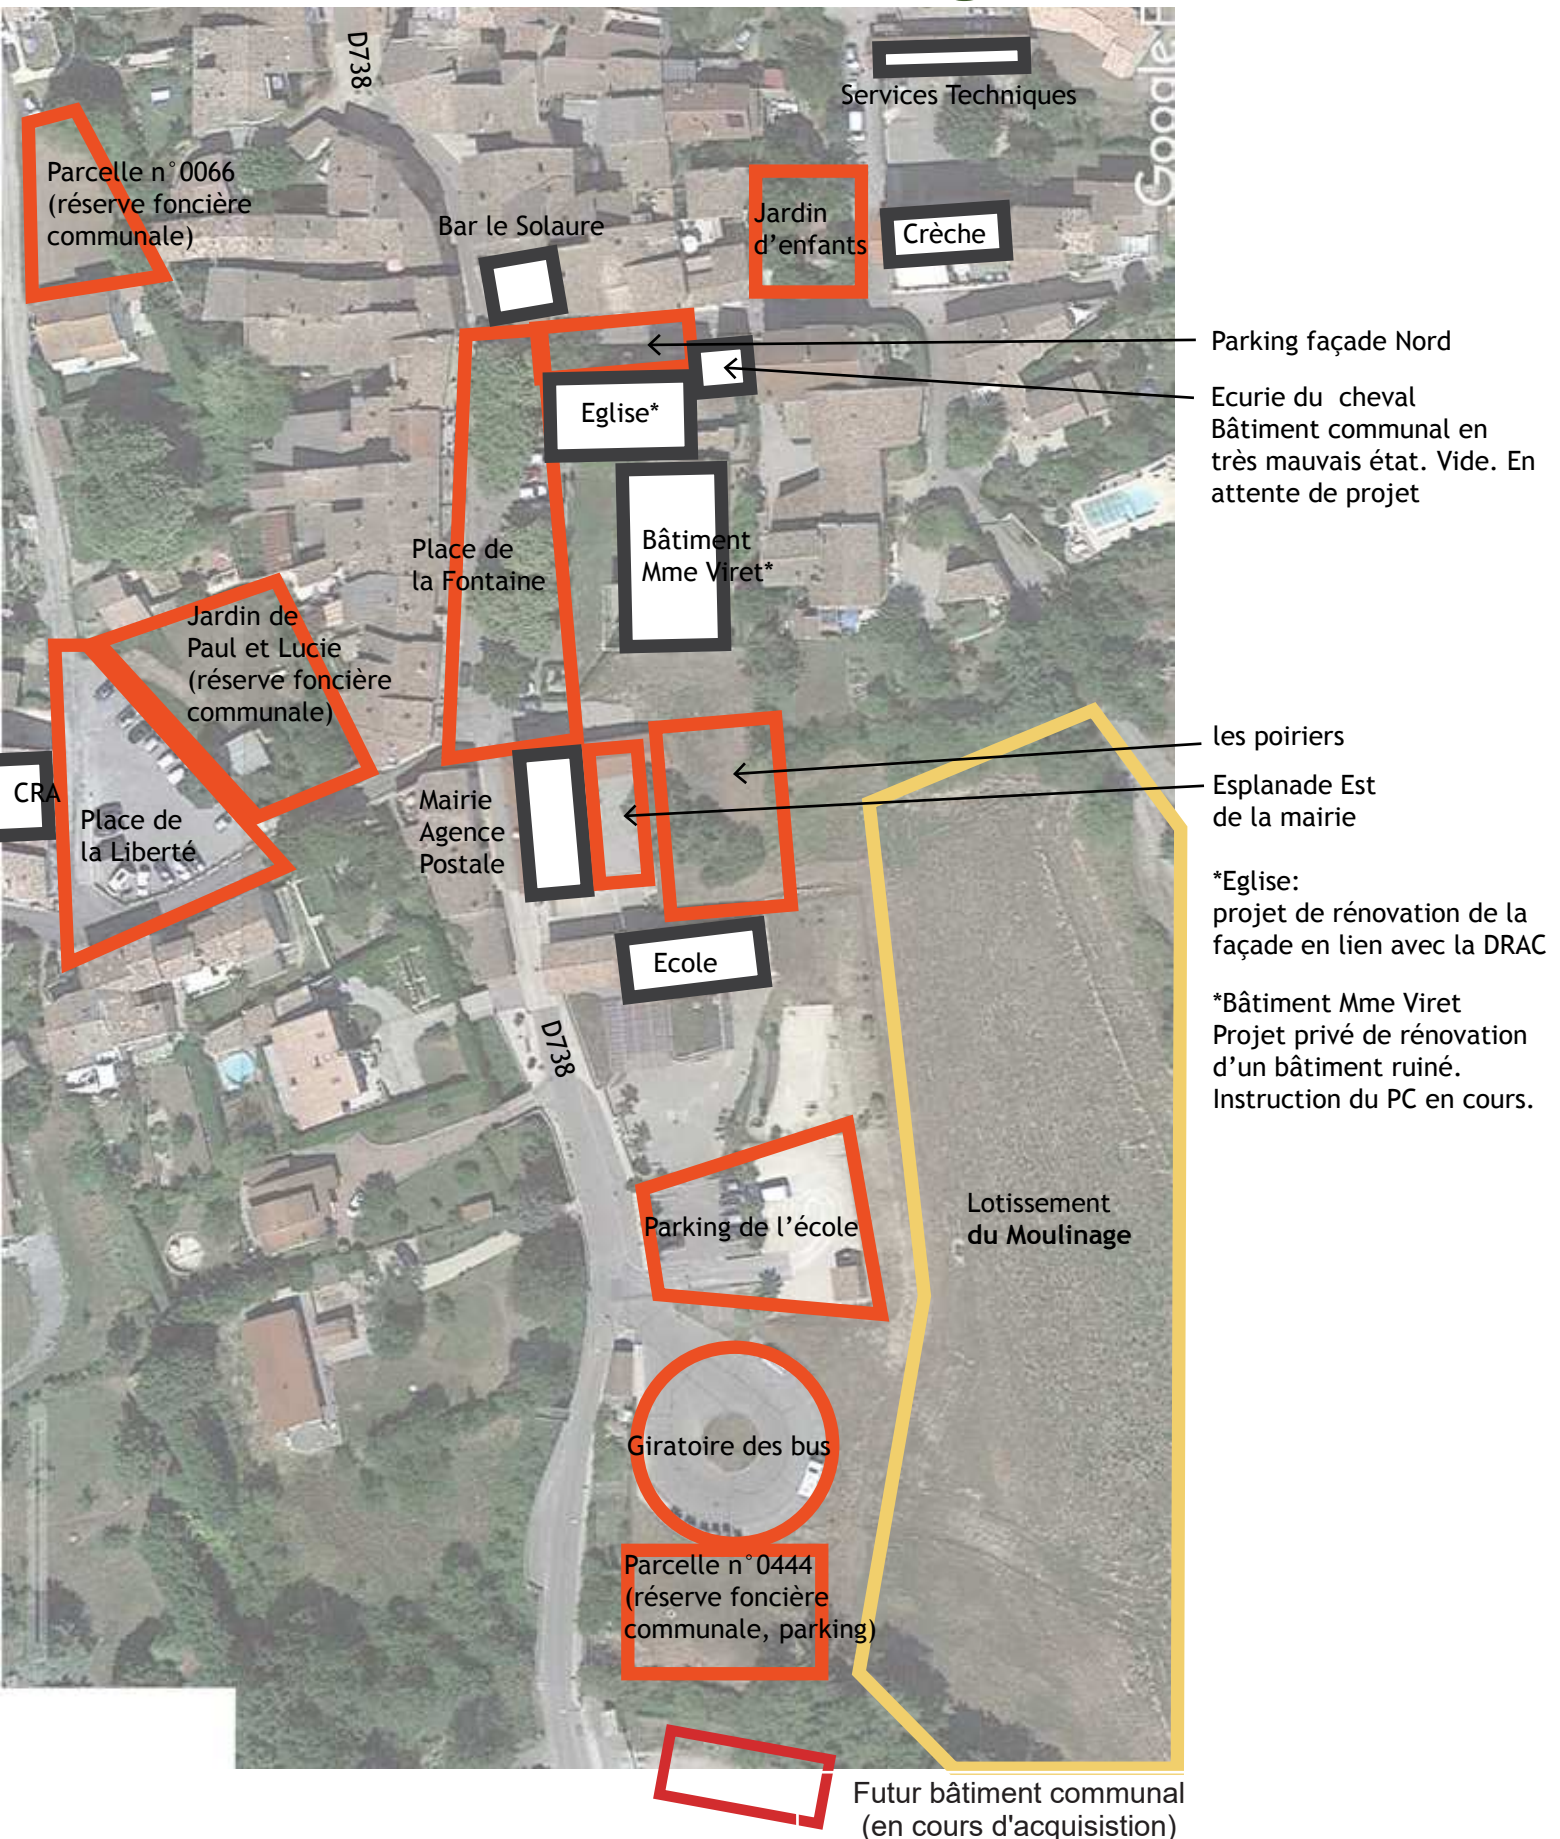 D738
Services Techniques
Google
Parcelle n°0066
(réserve foncière
communale)
Bar le Solaure
Jardin
d'enfants
Crèche
Parking façade Nord
Ecurie du cheval
Bâtiment communal en
très mauvais état. Vide. En
attente de projet
Eglise*
Place de
la Fontaine
Bâtiment
Mme Viret*
Jardin de
Paul et Lucie
(réserve foncière
communale)
les poiriers
Esplanade Est
de la mairie
CRA
Place de
la Liberté
Mairie
Agence
Postale
*Eglise:
projet de rénovation de la
façade en lien avec la DRAC
Ecole
*Bâtiment Mme Viret
Projet privé de rénovation
d'un bâtiment ruiné.
Instruction du PC en cours.
D738
Parking de l'école
Lotissement
du Moulinage
Giratoire des bus
Parcelle n°0444
(réserve foncière
communale, parking)
Futur bâtiment communal
(en cours d'acquisistion)